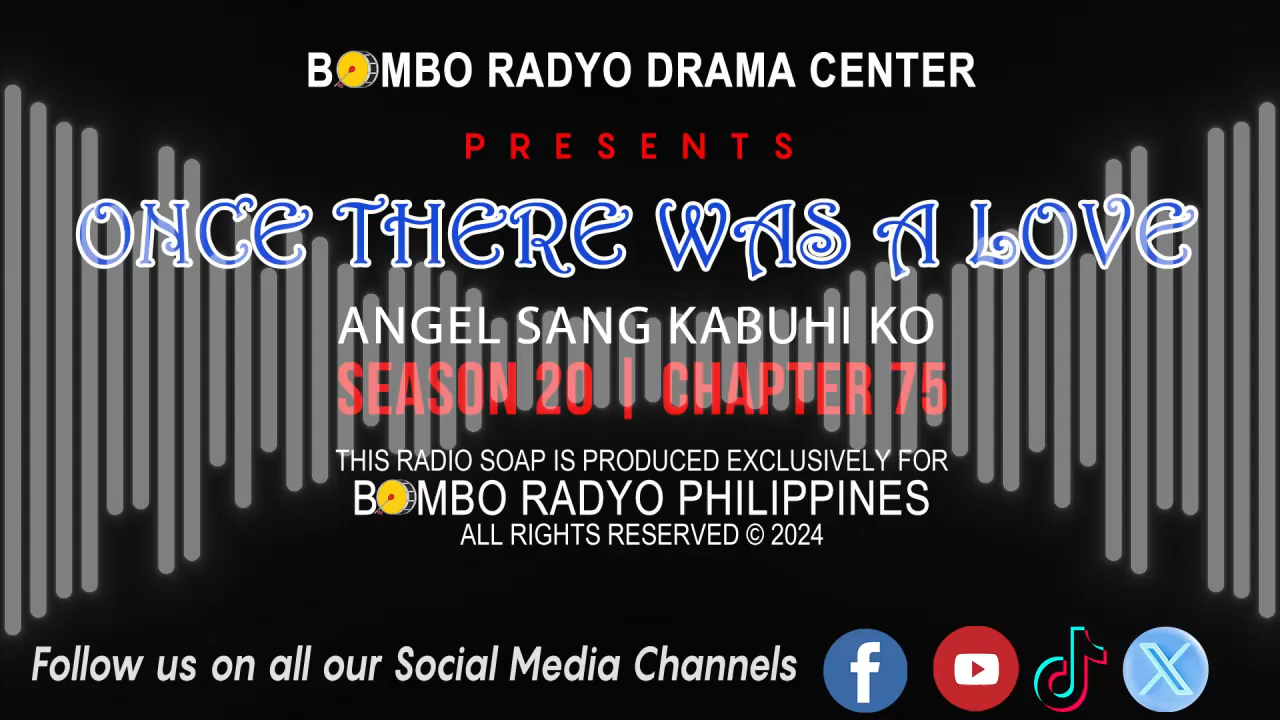 BOMBO RADYO DRAMA CENTER
PRESENTS
ONCE THERE WAS A LOVE
ANGEL SANG KABUHI KO
SEASON 20 | CHAPTER 75
THIS RADIO SOAP IS PRODUCED EXCLUSIVELY FOR
BOMBO RADYO PHILIPPINES
ALL RIGHTS RESERVED © 2024
Follow us on all our Social Media Channels